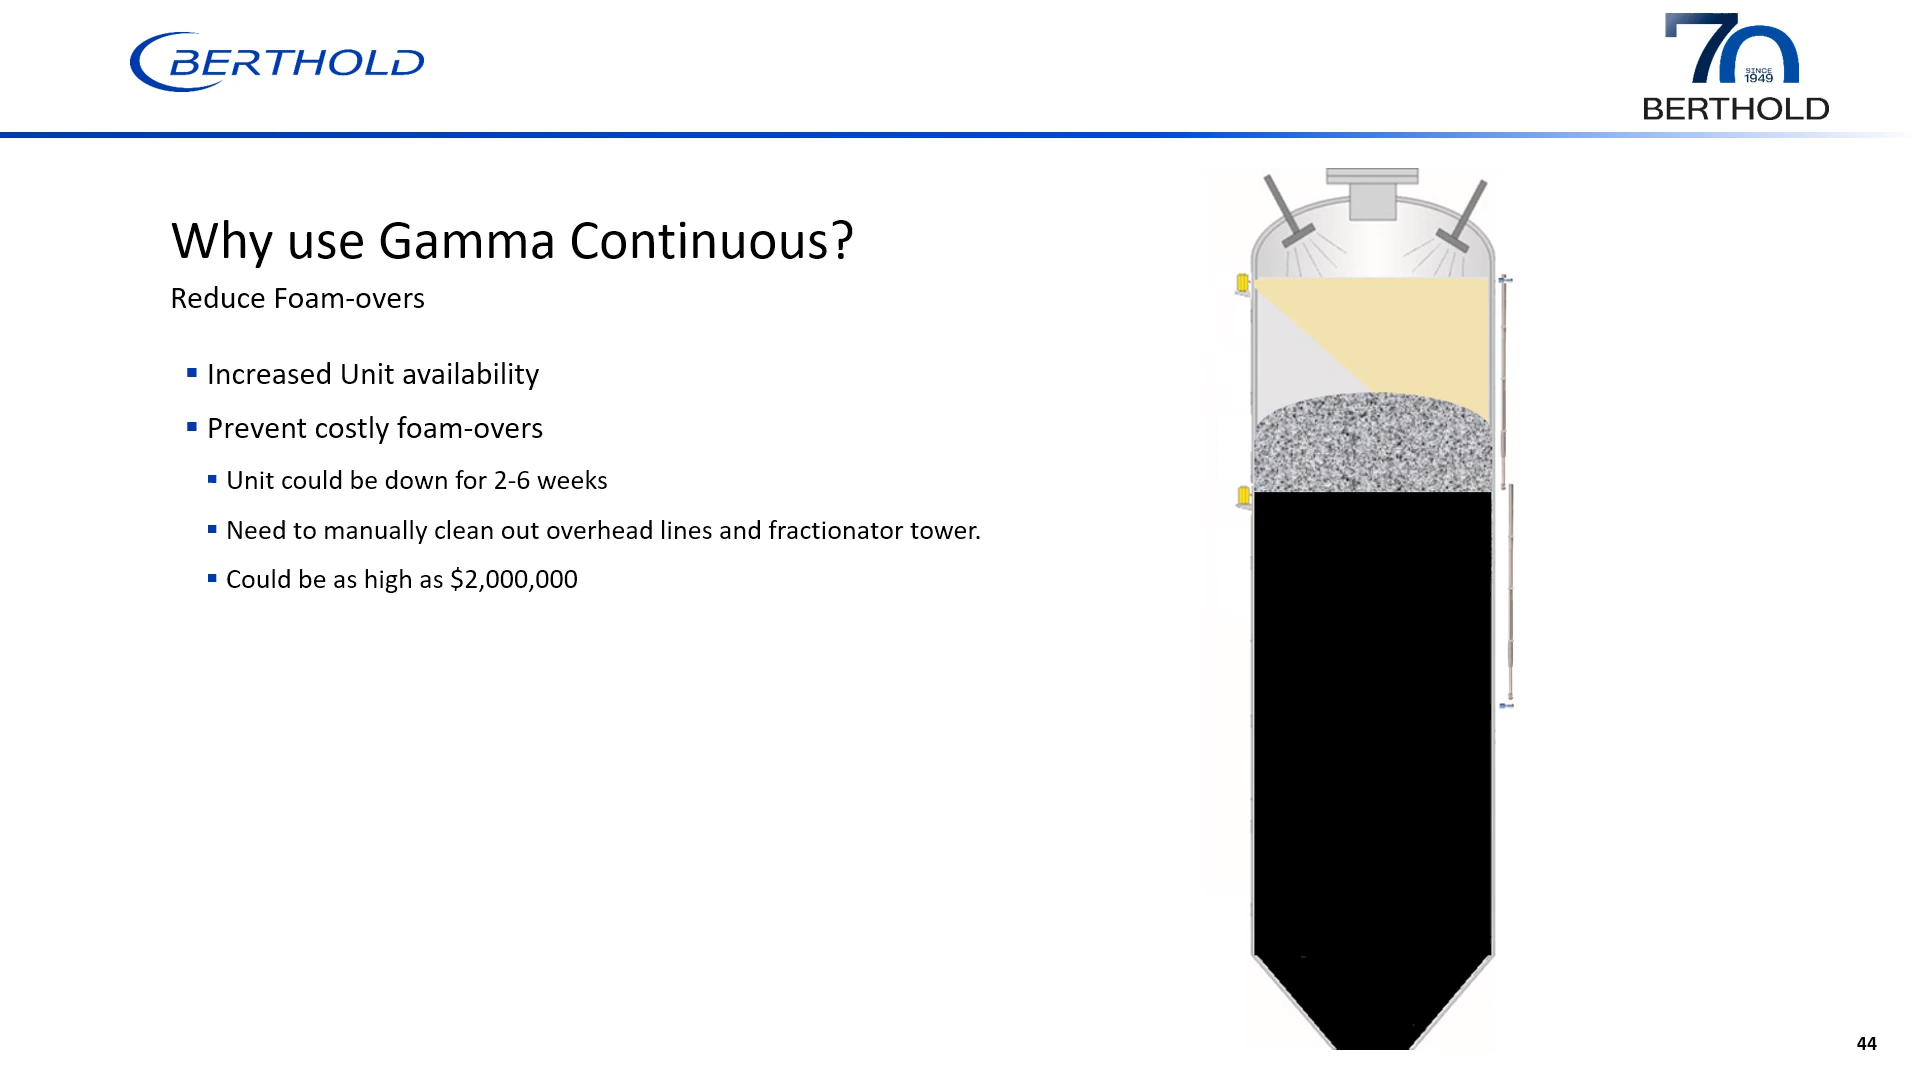 BERTHOLD
70
SINCE
1949
BERTHOLD
Why use Gamma Continuous?
Reduce Foam-overs
Increased Unit availability
Prevent costly foam-overs
Unit could be down for 2-6 weeks
Need to manually clean out overhead lines and fractionator tower.
Could be as high as $2,000,000
44